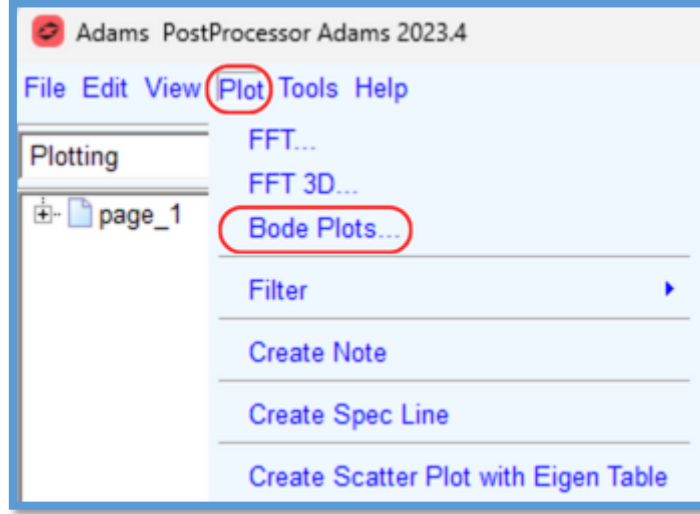 Adams PostProcessor Adams 2023.4
File Edit View Plot Tools Help
Plotting
page_1
FFT...
FFT 3D...
Bode Plots...
Filter
Create Note
Create Spec Line
Create Scatter Plot with Eigen Table